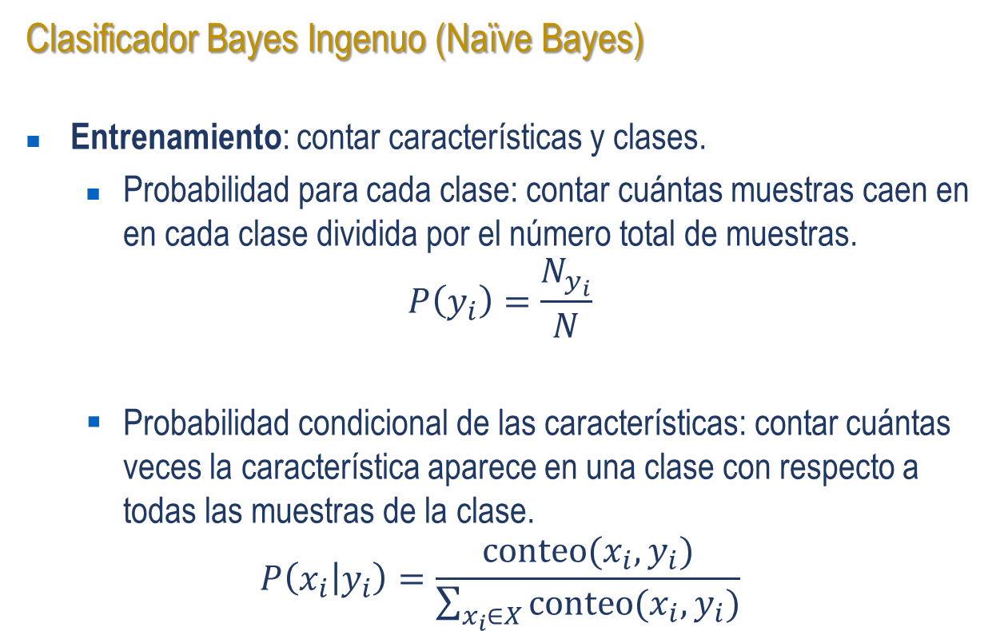 Clasificador Bayes Ingenuo (Naïve Bayes)
▪ Entrenamiento: contar características y clases.
▪ Probabilidad para cada clase: contar cuántas muestras caen en
en cada clase dividida por el número total de muestras.
$P(y_i) = \frac{N_{y_i}}{N}$
▪ Probabilidad condicional de las características: contar cuántas
veces la característica aparece en una clase con respecto a
todas las muestras de la clase.
$P(x_i|y_i) = \frac{\text{conteo}(x_i, y_i)}{\sum_{x_i \in X} \text{conteo}(x_i, y_i)}$